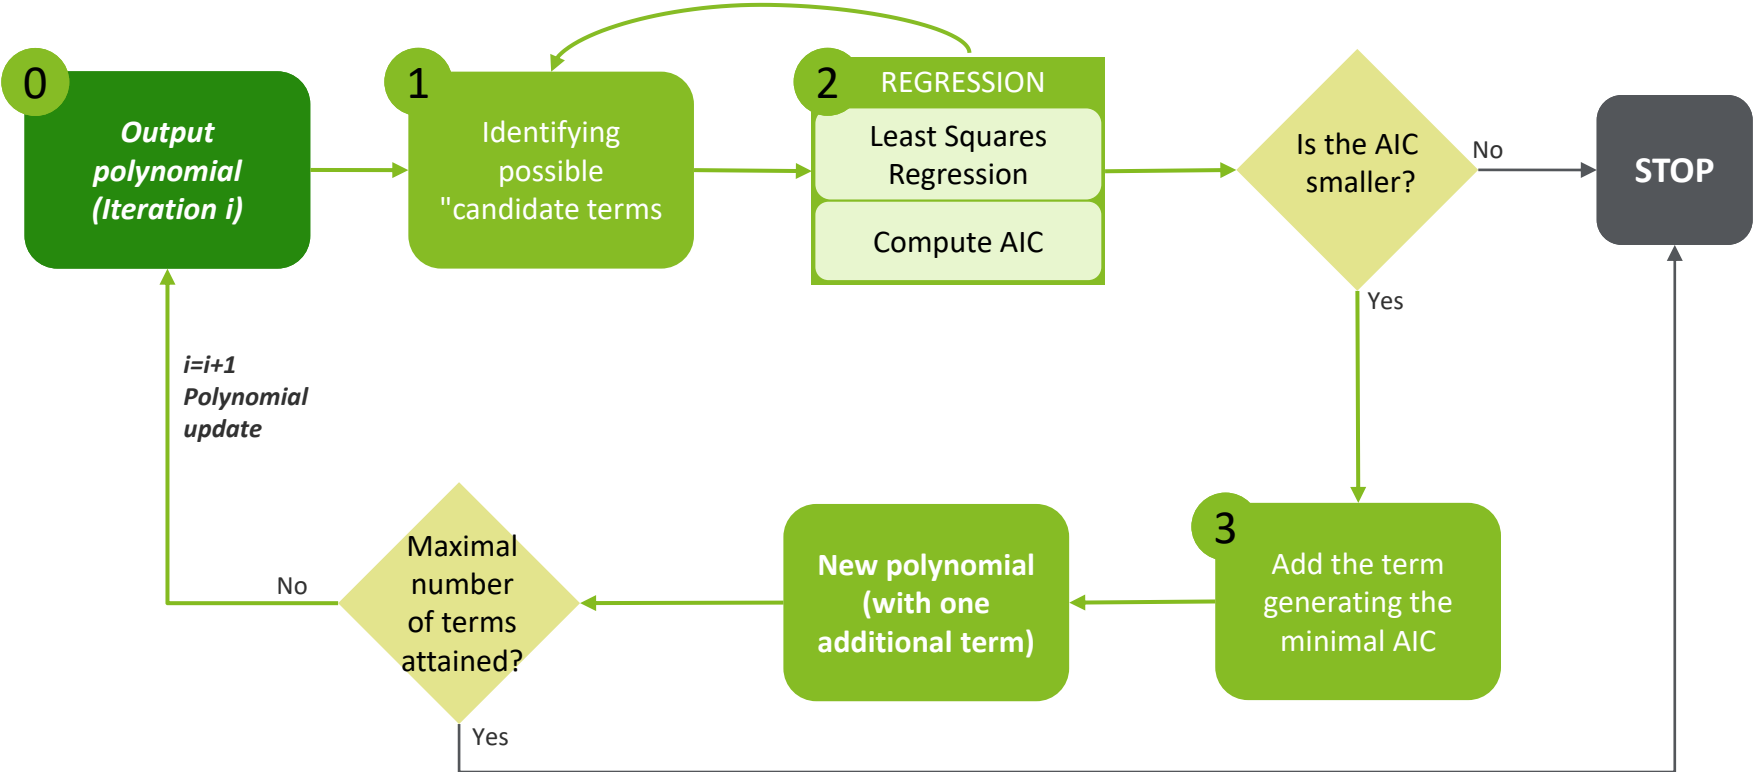 0
Output
polynomial
(Iteration i)
1
Identifying
possible
"candidate terms
2
REGRESSION
Least Squares
Regression
Compute AIC
Is the AIC
smaller?
No
STOP
Yes
i=i+1
Polynomial
update
3
Add the term
generating the
minimal AIC
New polynomial
(with one
additional term)
Maximal
number
of terms
attained?
No
Yes